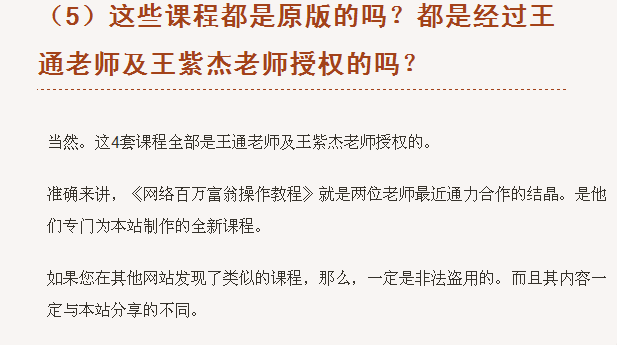 （5）这些课程都是原版的吗？都是经过王
通老师及王紫杰老师授权的吗？
当然。这4套课程全部是王通老师及王紫杰老师授权的。
准确来讲，《网络百万富翁操作教程》就是两位老师最近通力合作的结晶。是他
们专门为本站制作的全新课程。
如果您在其他网站发现了类似的课程，那么，一定是非法盗用的。而且其内容一
定与本站分享的不同。